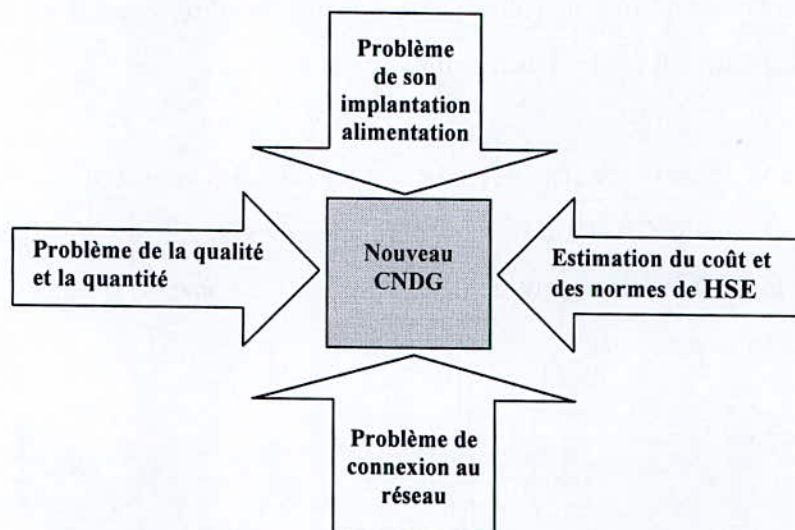 Problème
de son
implantation
alimentation
Problème de la qualité
et la quantité
Nouveau
CNDG
Estimation du coût et
des normes de HSE
Problème de
connexion au
réseau